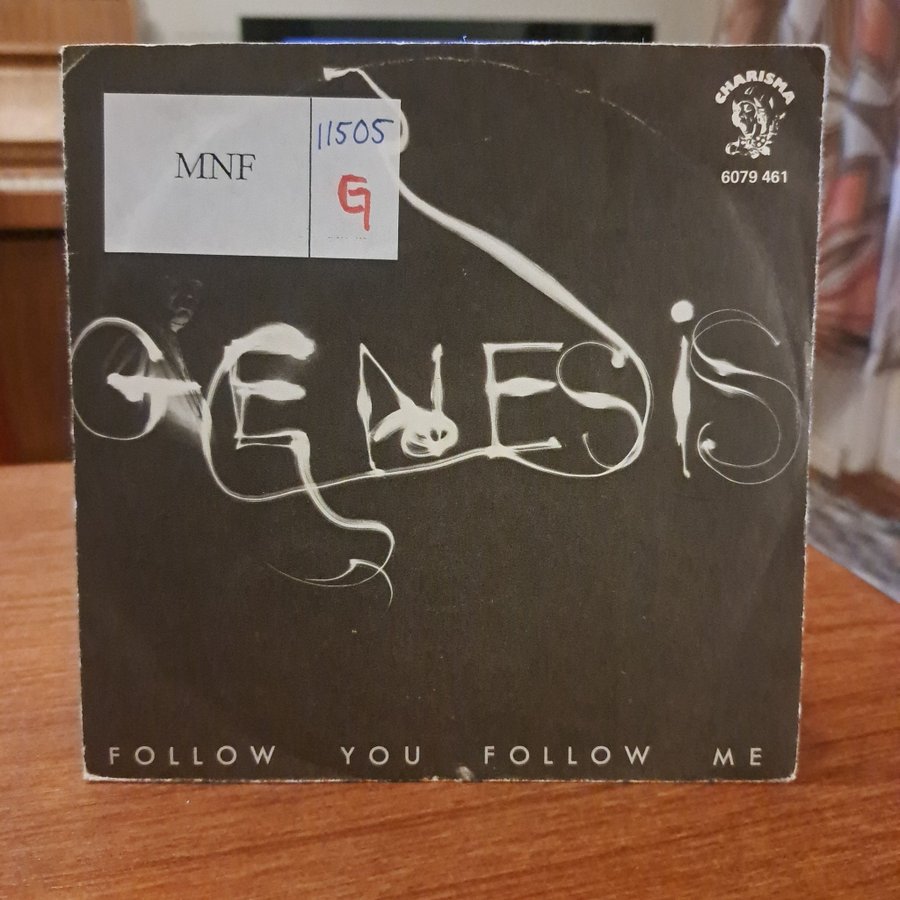 MNF
11505
G
CHARISMA
6079 461
GENESIS
FOLLOW YOU FOLLOW ME